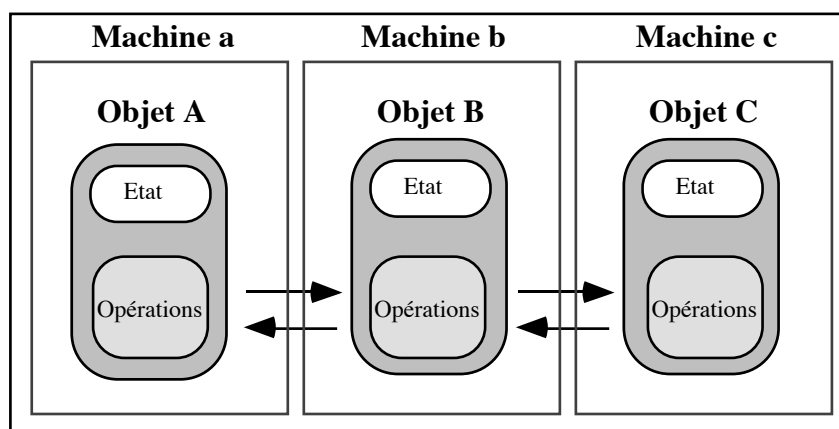 Machine a
Machine b
Machine c
Objet A
Objet B
Objet C
Etat
Etat
Etat
Opérations
Opérations
Opérations